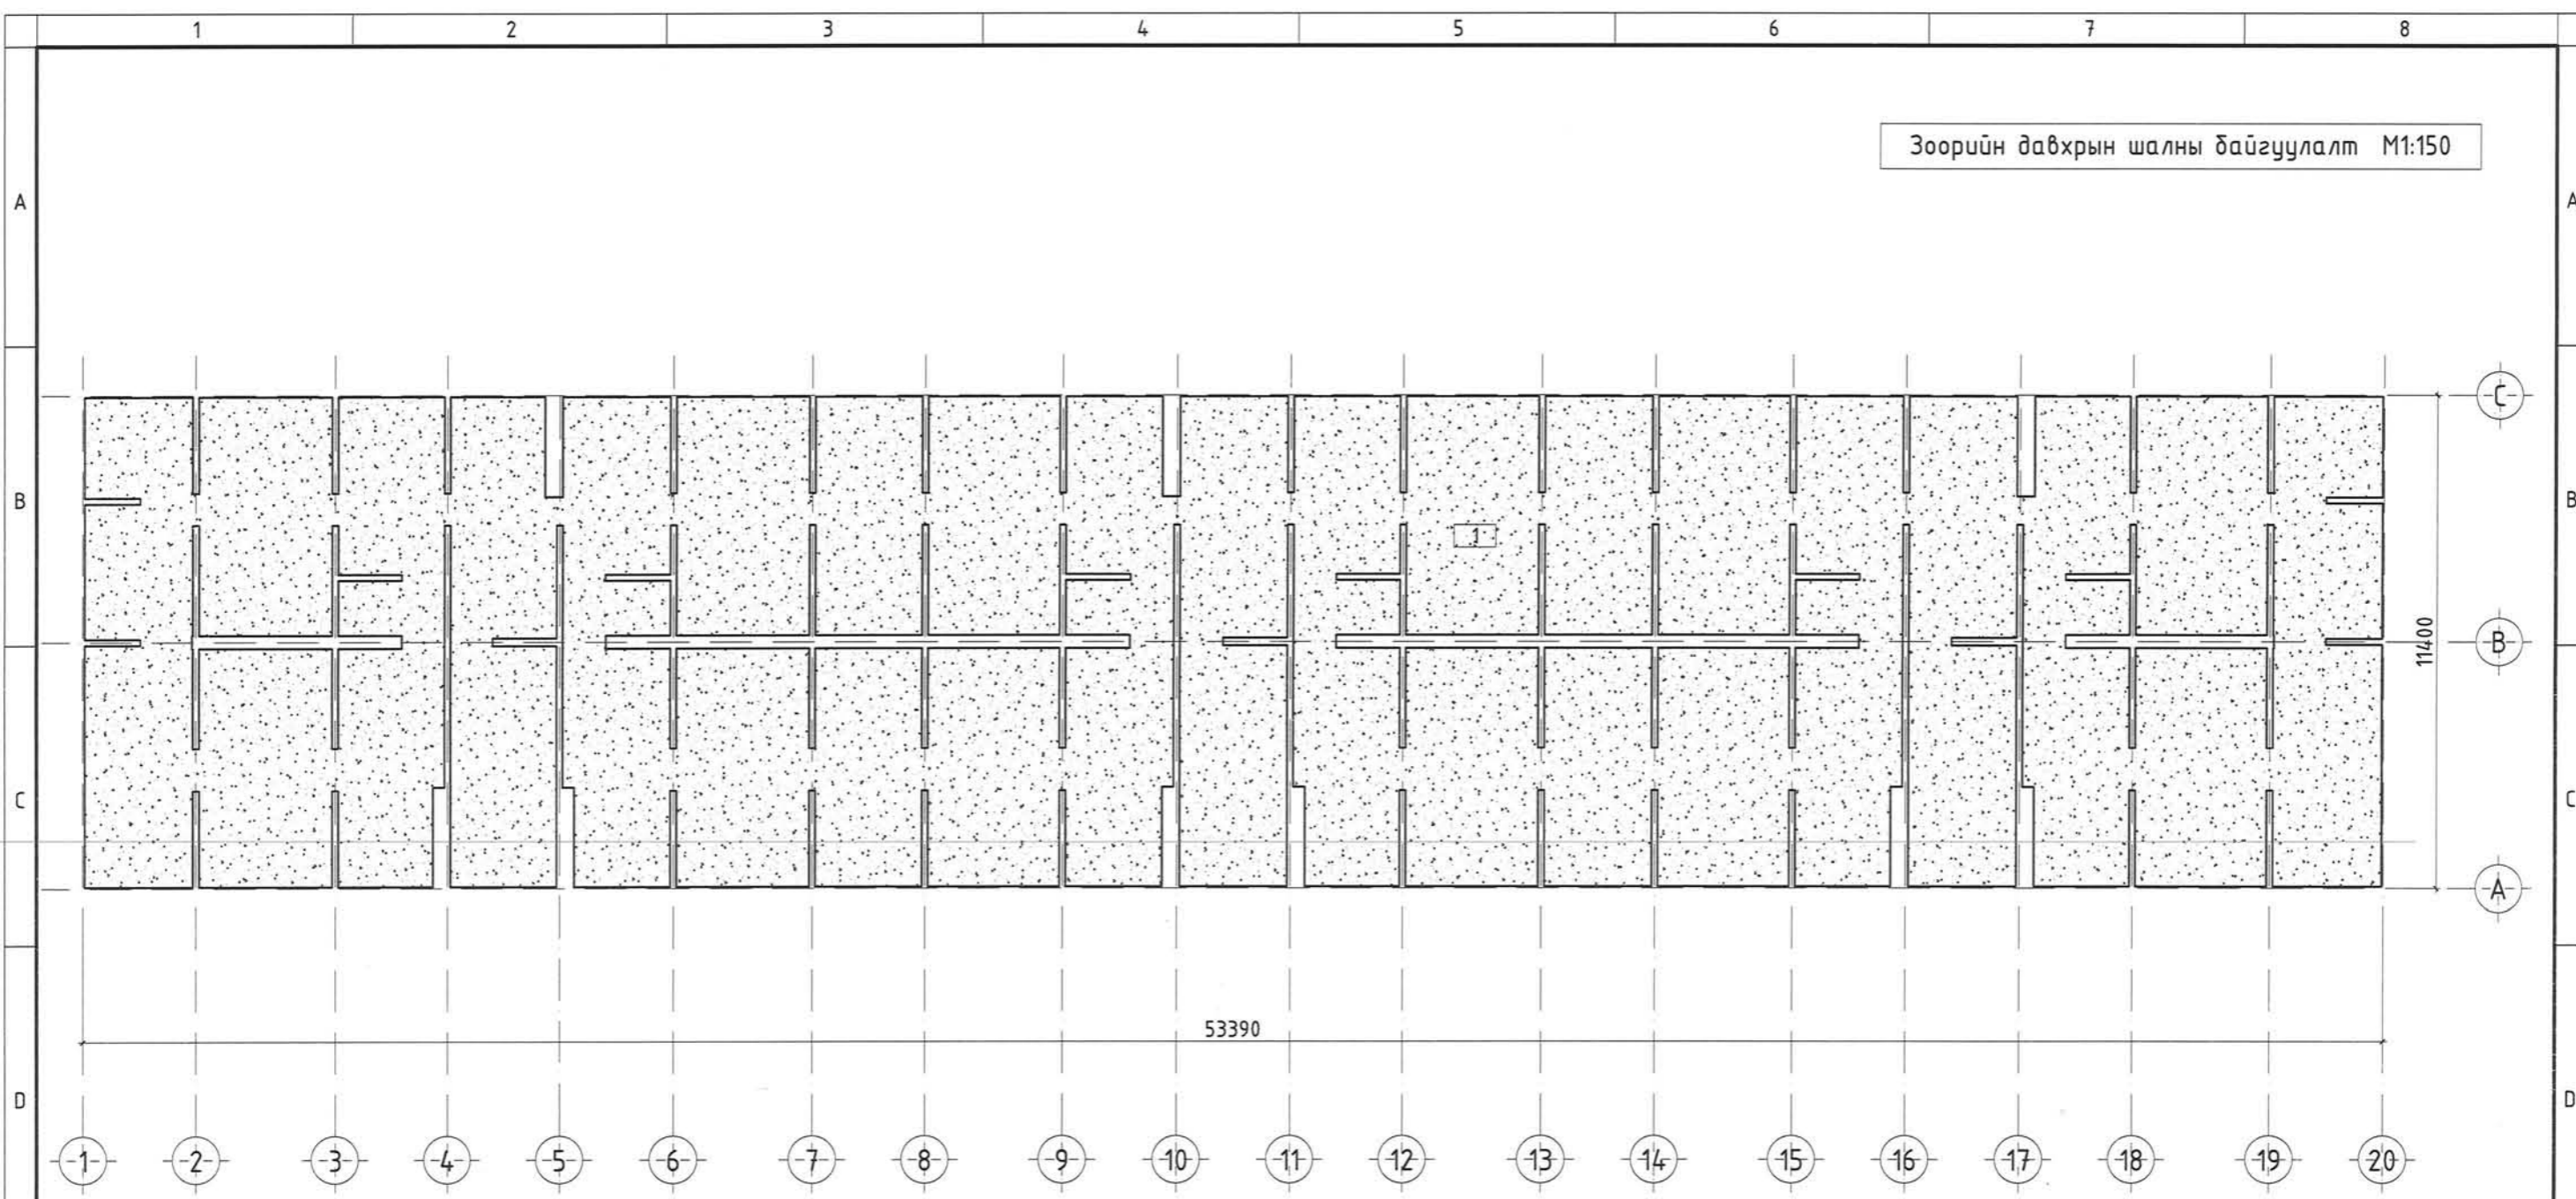 1 2 3 4 5 6 7 8
Зоорийн давхрын шалны байгуулалт М1:150
A A
C
B B
1
B
11400
C C
A
53390
D D
1 2 3 4 5 6 7 8 9 10 11 12 13 14 15 16 17 18 19 20